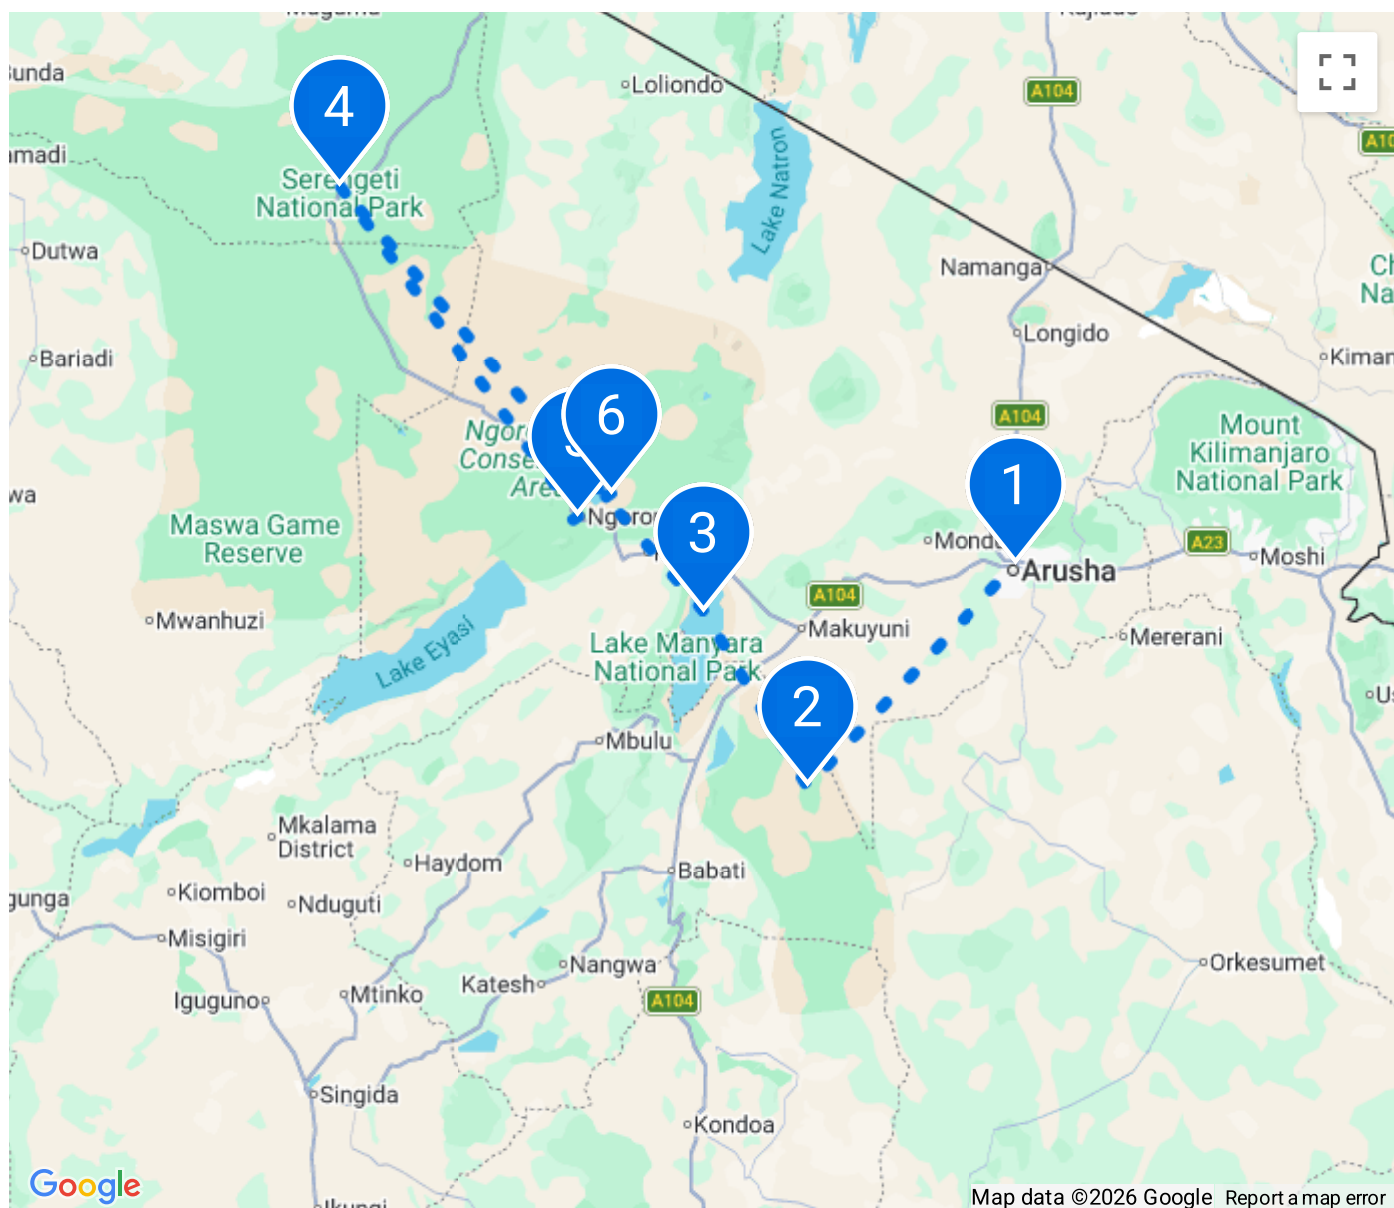 Loliondo
A104
4
Lake Natron
Serengeti
National Park
Dutwa
Namanga
Longido
Bariadi
A104
Mount
Kilimanjaro
National Park
6
1
Maswa Game
Reserve
3
A23
Moshi
Arusha
A104
Mwanhuzi
Makuyuni
Mererani
Lake Eyasi
Lake Manyara
National Park
2
Mbulu
Mkalama
District
Haydom
Babati
Kiomboi
Nduguti
Misigiri
Nangwa
Orkesumet
Katesh
Mtinko
Iguguno
A104
Singida
Kondoa
Google
Map data ©2026 Google Report a map error